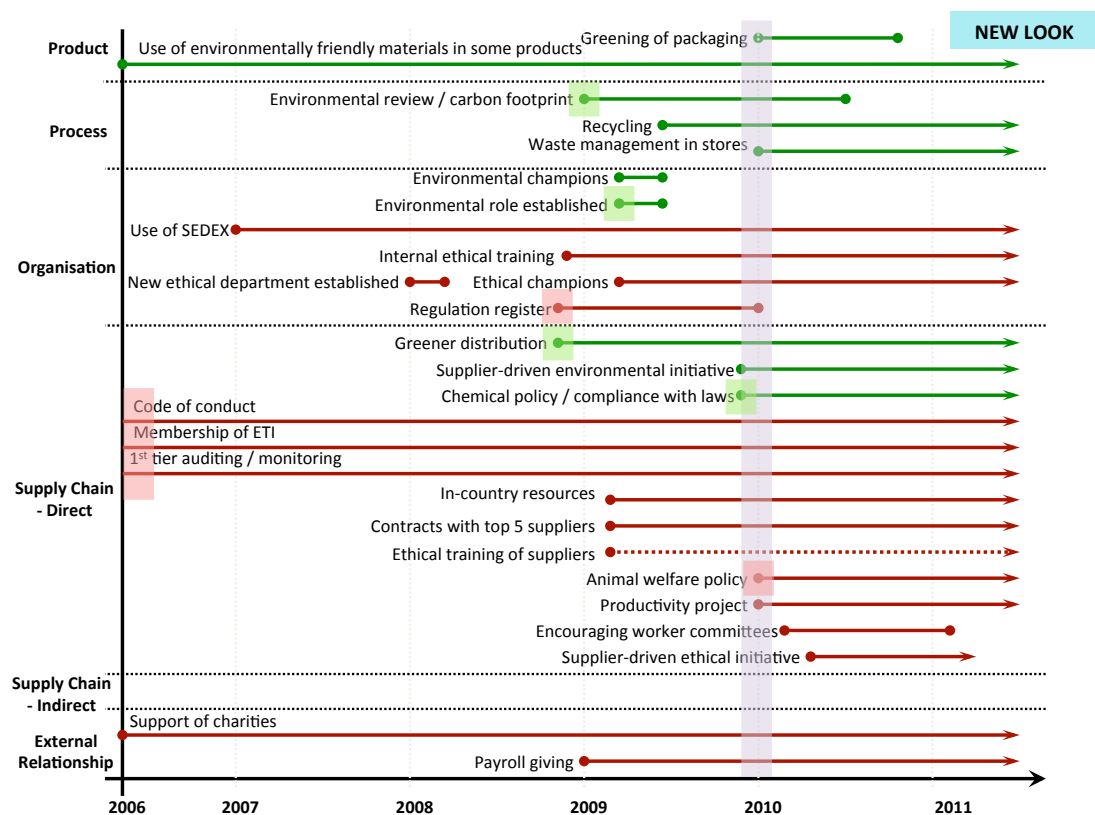 NEW LOOK
Product
Greening of packaging
Use of environmentally friendly materials in some products
Process
Environmental review / carbon footprint
Recycling
Waste management in stores
Organisation
Environmental champions
Environmental role established
Use of SEDEX
Internal ethical training
New ethical department established
Ethical champions
Regulation register
Supply Chain
- Direct
Greener distribution
Supplier-driven environmental initiative
Chemical policy / compliance with laws
Code of conduct
Membership of ETI
1st tier auditing / monitoring
In-country resources
Contracts with top 5 suppliers
Ethical training of suppliers
Animal welfare policy
Productivity project
Encouraging worker committees
Supplier-driven ethical initiative
Supply Chain
- Indirect
External
Relationship
Support of charities
Payroll giving
2006 2007 2008 2009 2010 2011